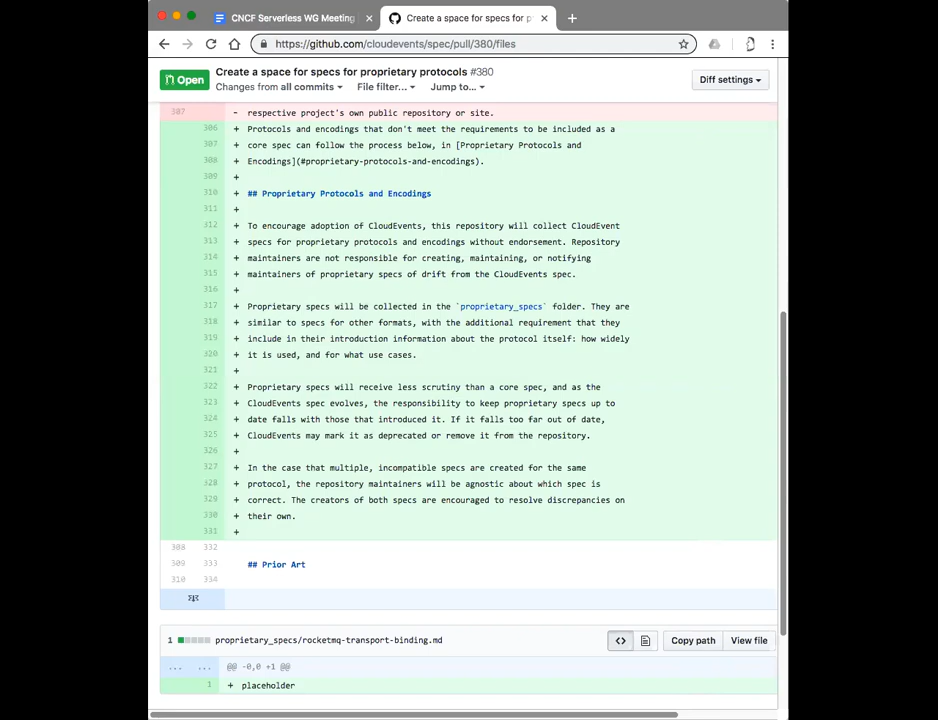 CNCF Serverless WG Meeting
Create a space for specs for p
https://github.com/cloudevents/spec/pull/380/files
Open
Create a space for specs for proprietary protocols #380
Changes from all commits
File filter...
Jump to...
Diff settings
307 - respective project's own public repository or site.
306 + Protocols and encodings that don't meet the requirements to be included as a
307 + core spec can follow the process below, in [Proprietary Protocols and
308 + Encodings](#proprietary-protocols-and-encodings).
309 +
310 + ## Proprietary Protocols and Encodings
311 +
312 + To encourage adoption of CloudEvents, this repository will collect CloudEvent
313 + specs for proprietary protocols and encodings without endorsement. Repository
314 + maintainers are not responsible for creating, maintaining, or notifying
315 + maintainers of proprietary specs of drift from the CloudEvents spec.
316 +
317 + Proprietary specs will be collected in the `proprietary_specs` folder. They are
318 + similar to specs for other formats, with the additional requirement that they
319 + include in their introduction information about the protocol itself: how widely
320 + it is used, and for what use cases.
321 +
322 + Proprietary specs will receive less scrutiny than a core spec, and as the
323 + CloudEvents spec evolves, the responsibility to keep proprietary specs up to
324 + date falls with those that introduced it. If it falls too far out of date,
325 + CloudEvents may mark it as deprecated or remove it from the repository.
326 +
327 + In the case that multiple, incompatible specs are created for the same
328 + protocol, the repository maintainers will be agnostic about which spec is
329 + correct. The creators of both specs are encouraged to resolve discrepancies on
330 + their own.
331 +
308 332
309 333 ## Prior Art
310 334
1 proprietary_specs/rocketmq-transport-binding.md
Copy path
View file
... ... @@ -0,0 +1 @@
1 + placeholder